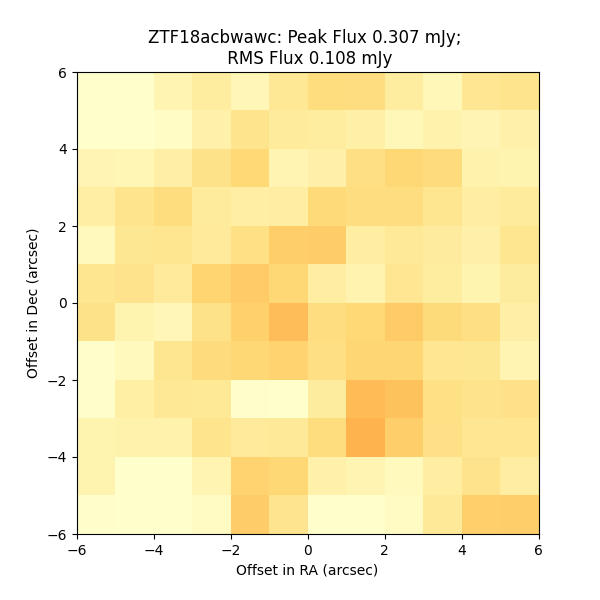 ZTF18acbwawc: Peak Flux 0.307 mJy;
RMS Flux 0.108 mJy
6
4
2
0
−2
−4
−6
Offset in Dec (arcsec)
−6 −4 −2 0 2 4 6
Offset in RA (arcsec)